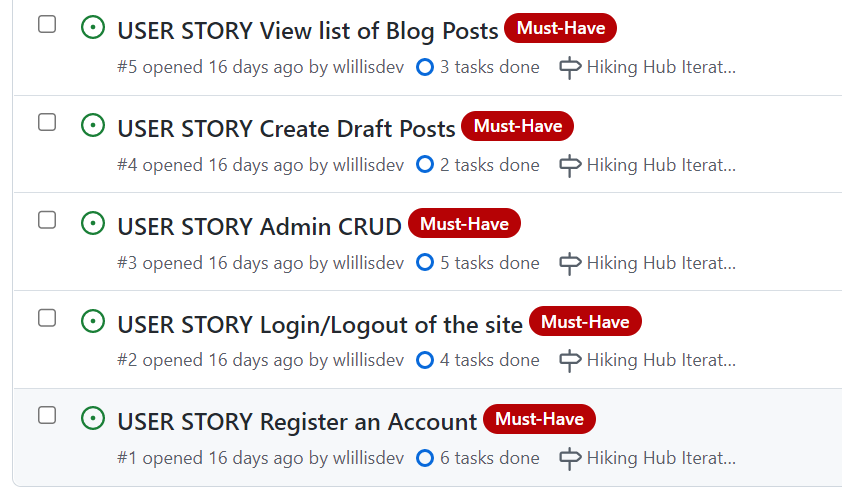 USER STORY View list of Blog Posts Must-Have
#5 opened 16 days ago by wlillisdev 3 tasks done Hiking Hub Iterat...
USER STORY Create Draft Posts Must-Have
#4 opened 16 days ago by wlillisdev 2 tasks done Hiking Hub Iterat...
USER STORY Admin CRUD Must-Have
#3 opened 16 days ago by wlillisdev 5 tasks done Hiking Hub Iterat...
USER STORY Login/Logout of the site Must-Have
#2 opened 16 days ago by wlillisdev 4 tasks done Hiking Hub Iterat...
USER STORY Register an Account Must-Have
#1 opened 16 days ago by wlillisdev 6 tasks done Hiking Hub Iterat...